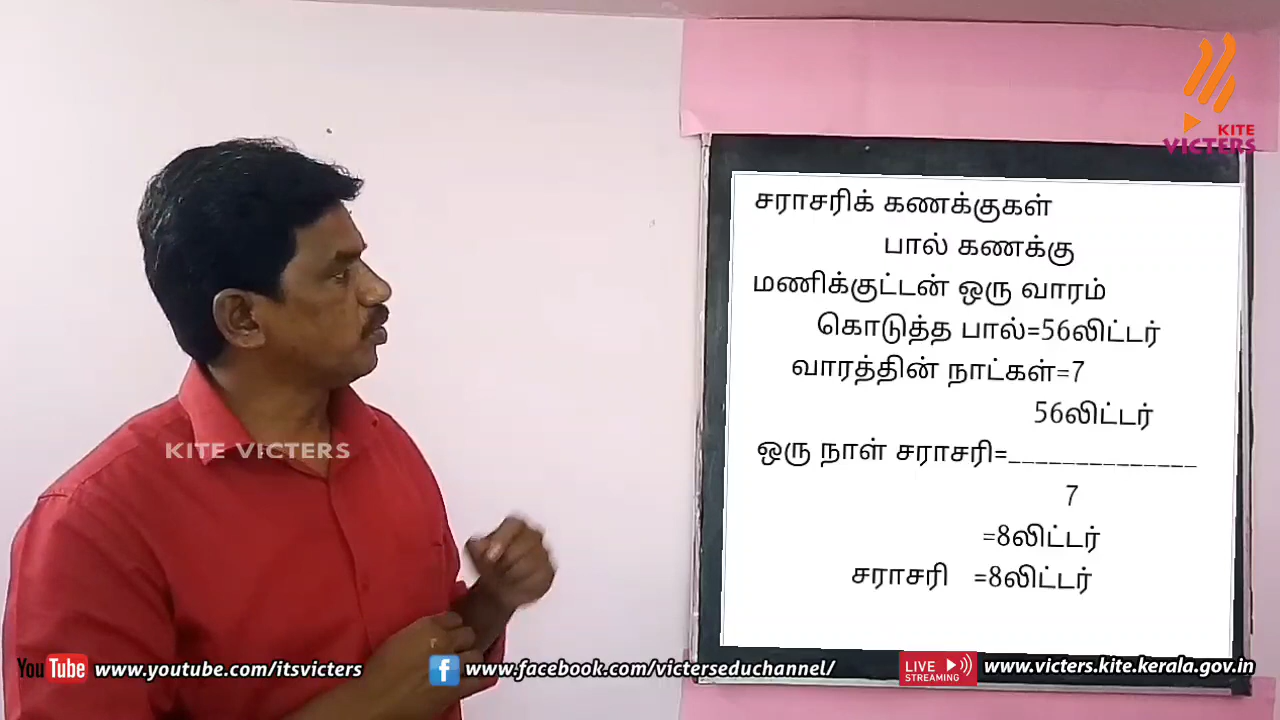 KITE
VICTERS
சராசரிக் கணக்குகள்
பால் கணக்கு
மணிக்குட்டன் ஒரு வாரம்
கொடுத்த பால்=56லிட்டர்
வாரத்தின் நாட்கள்=7
56லிட்டர்
ஒரு நாள் சராசரி=______________
7
=8லிட்டர்
சராசரி =8லிட்டர்
KITE VICTERS
YouTube www.youtube.com/itsvicters
f www.facebook.com/victerseduchannel/
LIVE STREAMING www.victers.kite.kerala.gov.in